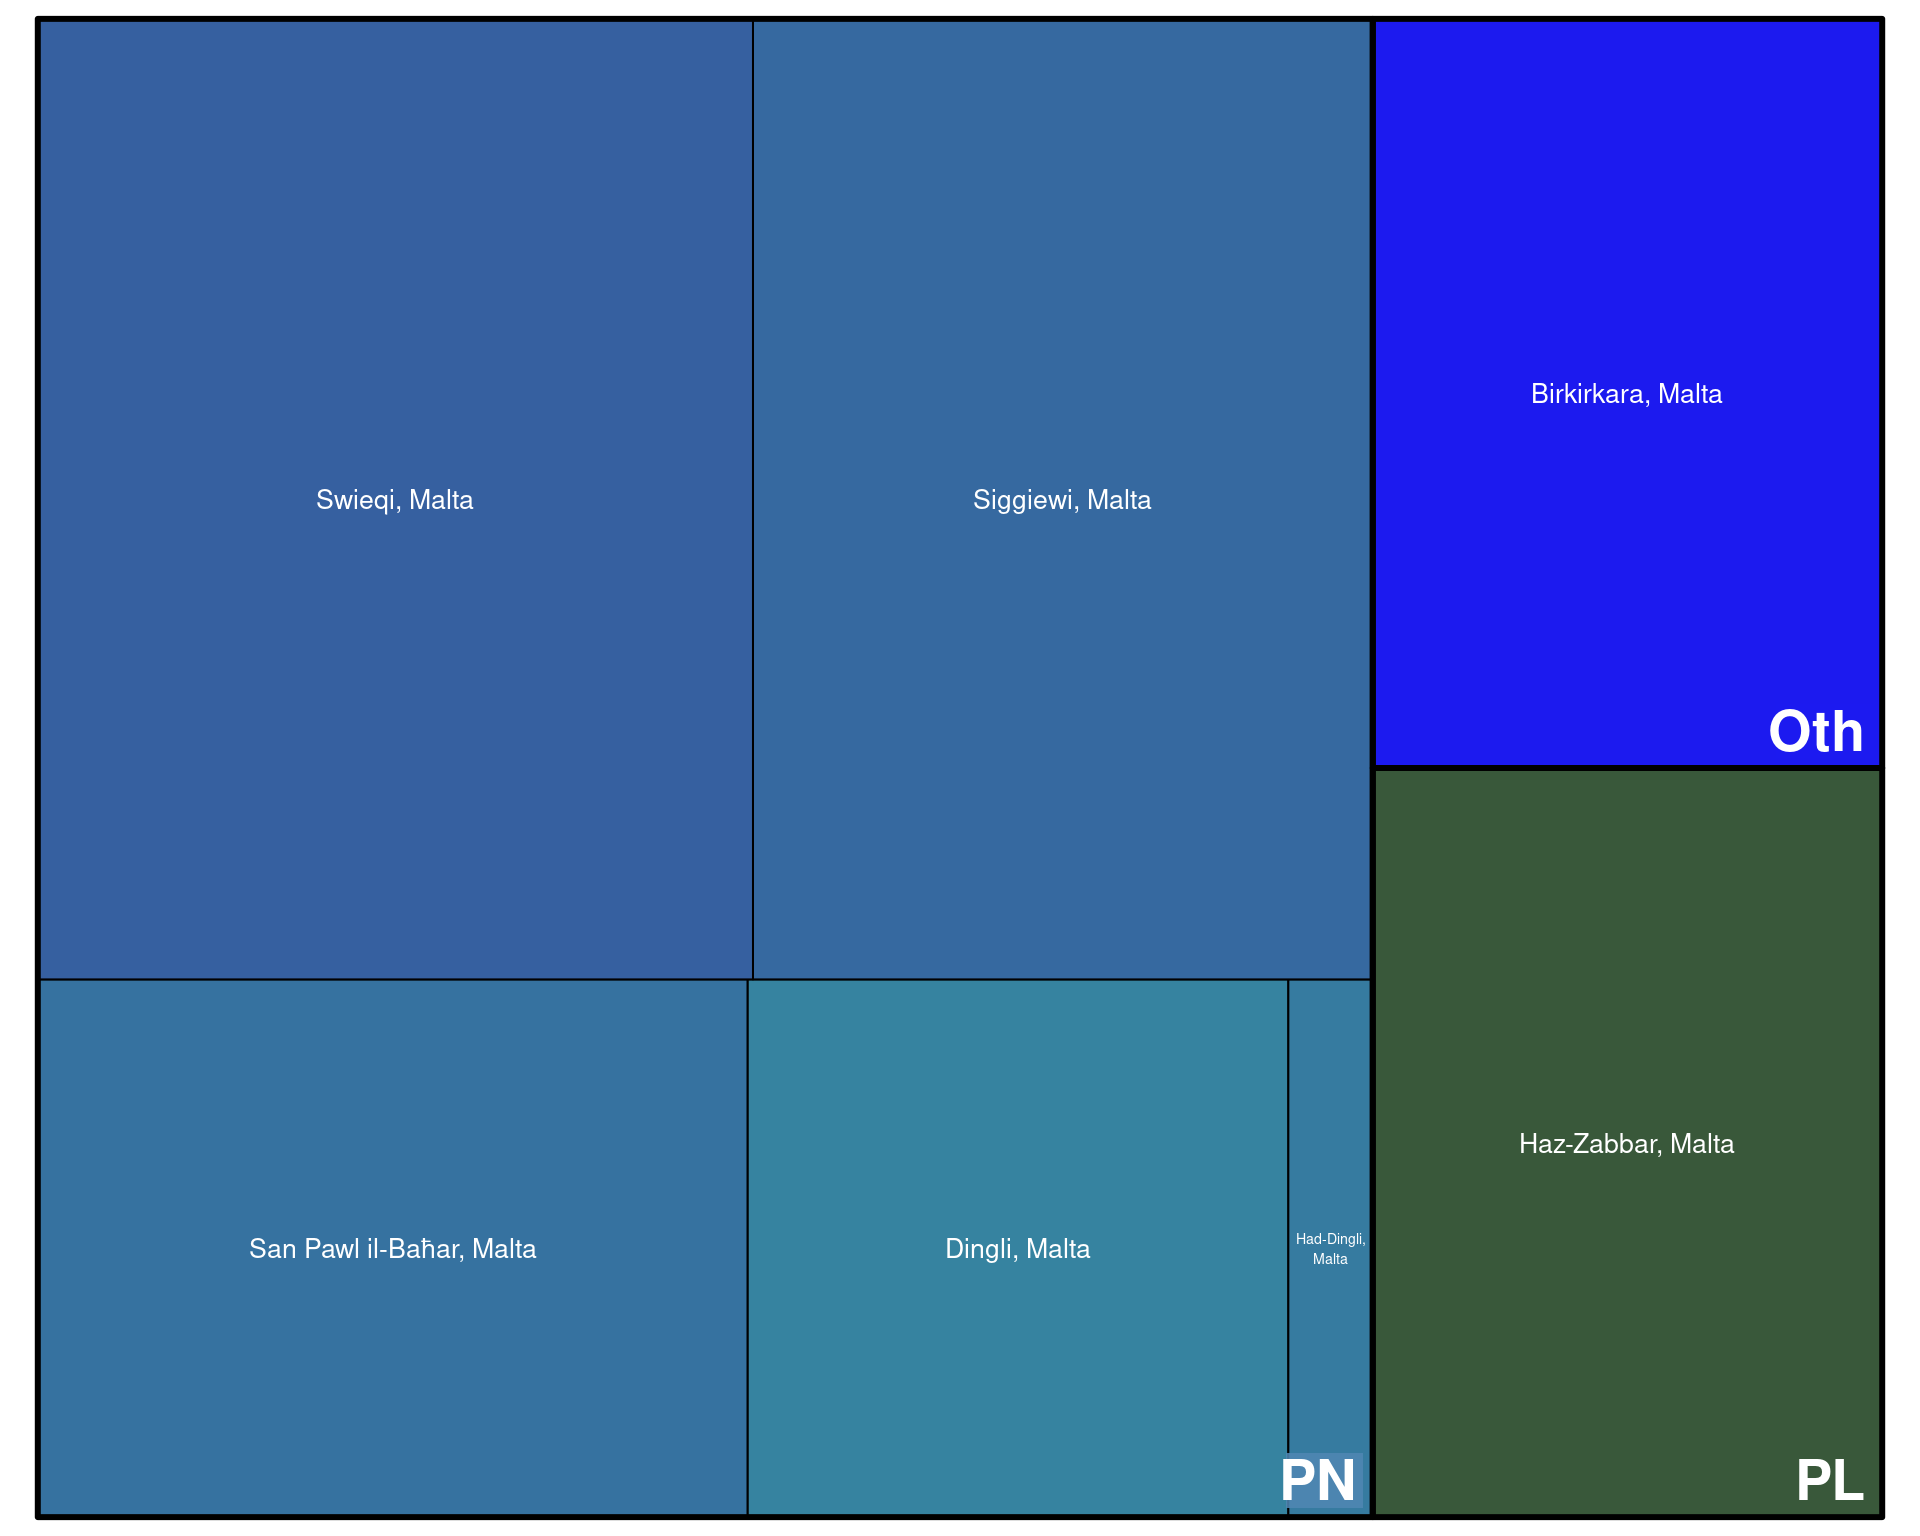 Swieqi, Malta
Siggiewi, Malta
Birkirkara, Malta
Oth
San Pawl il-Baħar, Malta
Dingli, Malta
Had-Dingli,
Malta
PN
Haz-Zabbar, Malta
PL